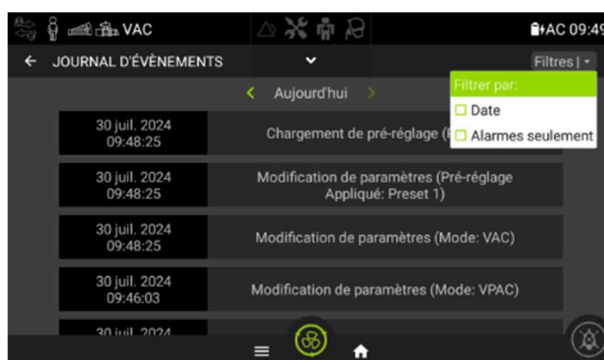 VAC
AC 09:49
JOURNAL D'ÉVÈNEMENTS
Filtres | 
Aujourd'hui
Filtrer par:
Date
Alarmes seulement
30 juil. 2024
09:48:25
Chargement de pré-réglage
30 juil. 2024
09:48:25
Modification de paramètres (Pré-réglage
Appliqué: Preset 1)
30 juil. 2024
09:48:25
Modification de paramètres (Mode: VAC)
30 juil. 2024
09:46:03
Modification de paramètres (Mode: VPAC)
30 juil. 2024